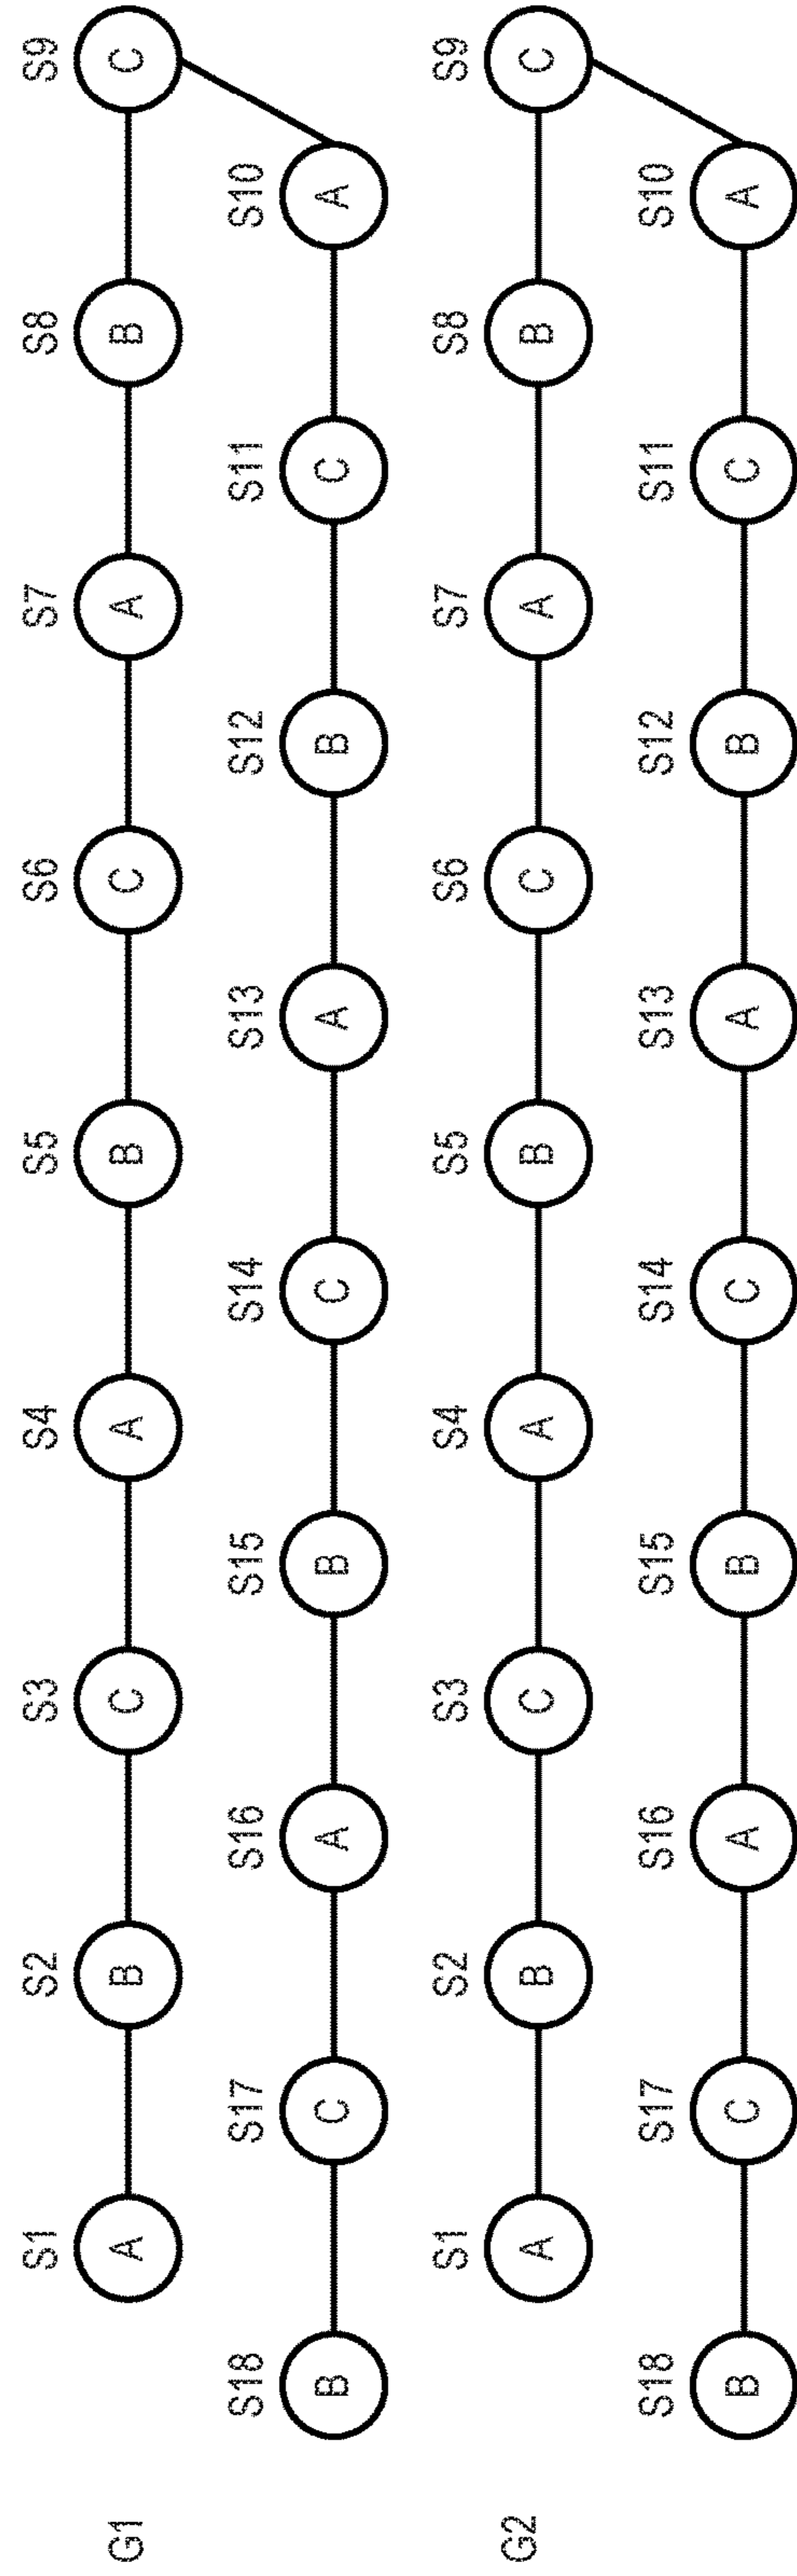 S1 S2 S3 S4 S5 S6 S7 S8 S9
G1 A B C A B C A B C
S18 S17 S16 S15 S14 S13 S12 S11 S10
B C A B C A B C A
S1 S2 S3 S4 S5 S6 S7 S8 S9
G2 A B C A B C A B C
S18 S17 S16 S15 S14 S13 S12 S11 S10
B C A B C A B C A